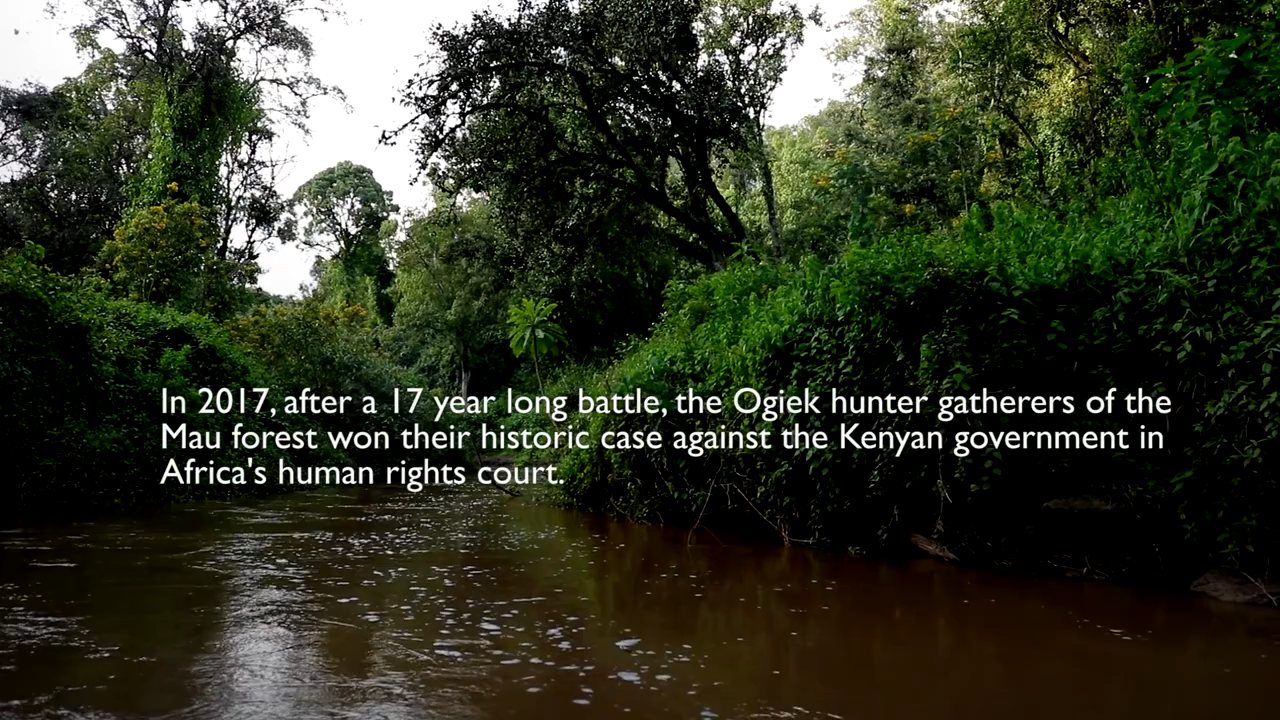 In 2017, after a 17 year long battle, the Ogiek hunter gatherers of the
Mau forest won their historic case against the Kenyan government in
Africa's human rights court.